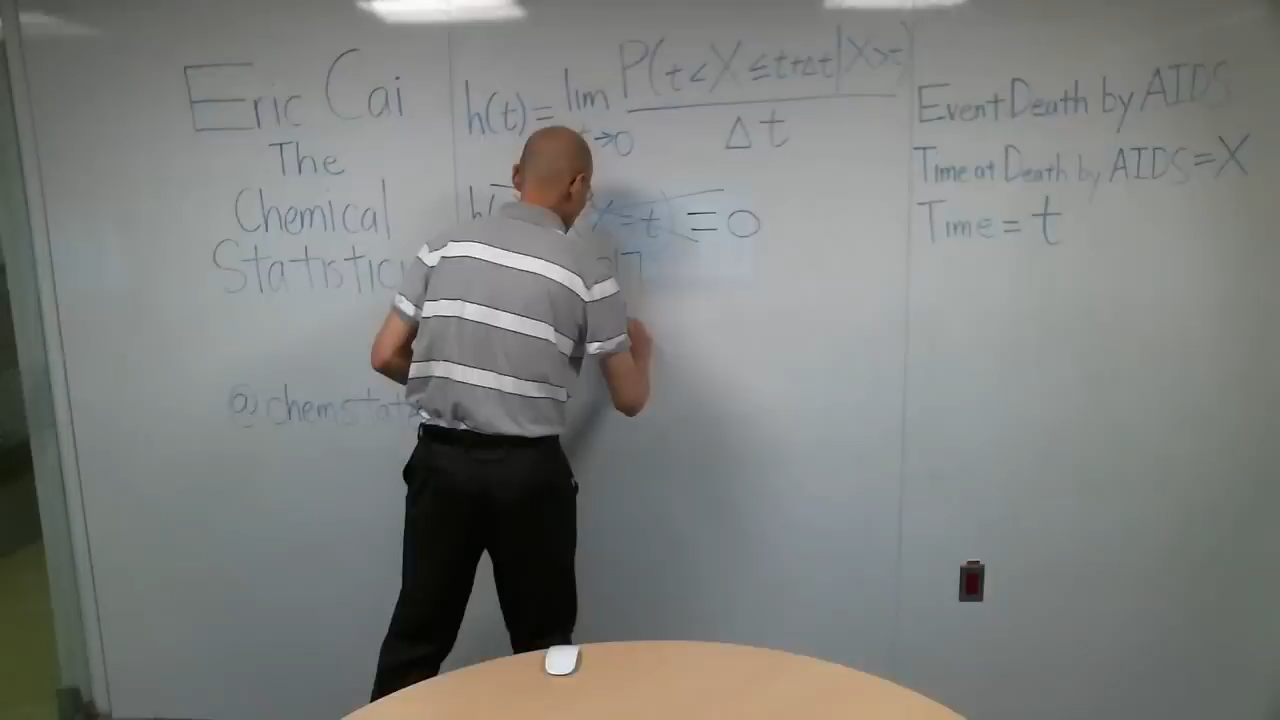 Eric Cai
The
Chemical
Statistic
@chemstat
h(t)= lim P(t<X≤t+Δt|X>t)
→0 Δt
X=t =0
Event Death by AIDS
Time at Death by AIDS=X
Time = t